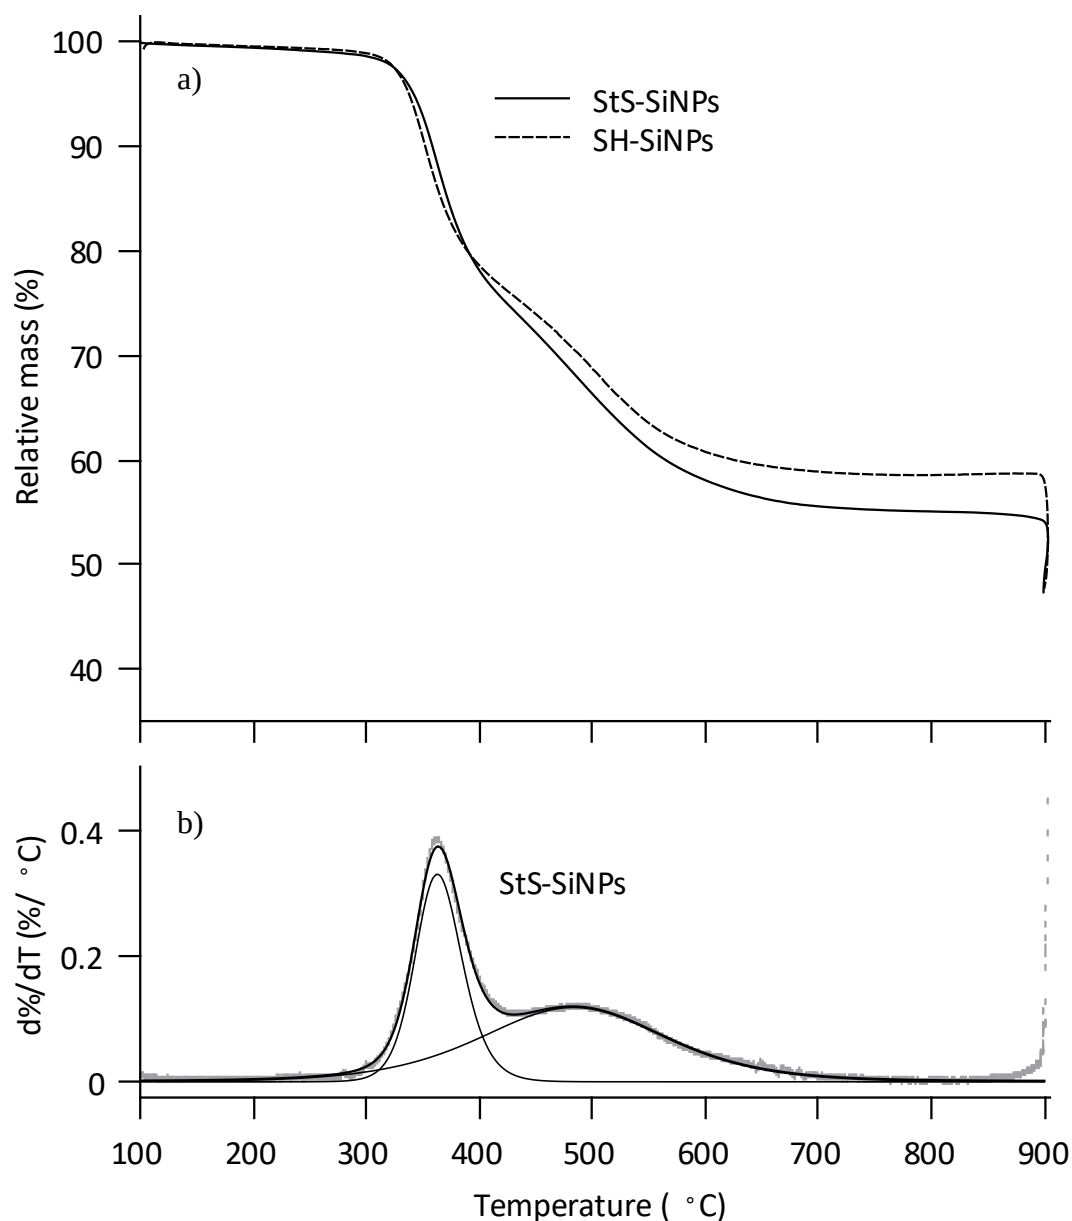 100
a)
StS-SiNPs
SH-SiNPs
90
80
Relative mass (%)
70
60
50
40
b)
0.4
StS-SiNPs
d%/dT (%/ °C)
0.2
0
100 200 300 400 500 600 700 800 900
Temperature ( °C)